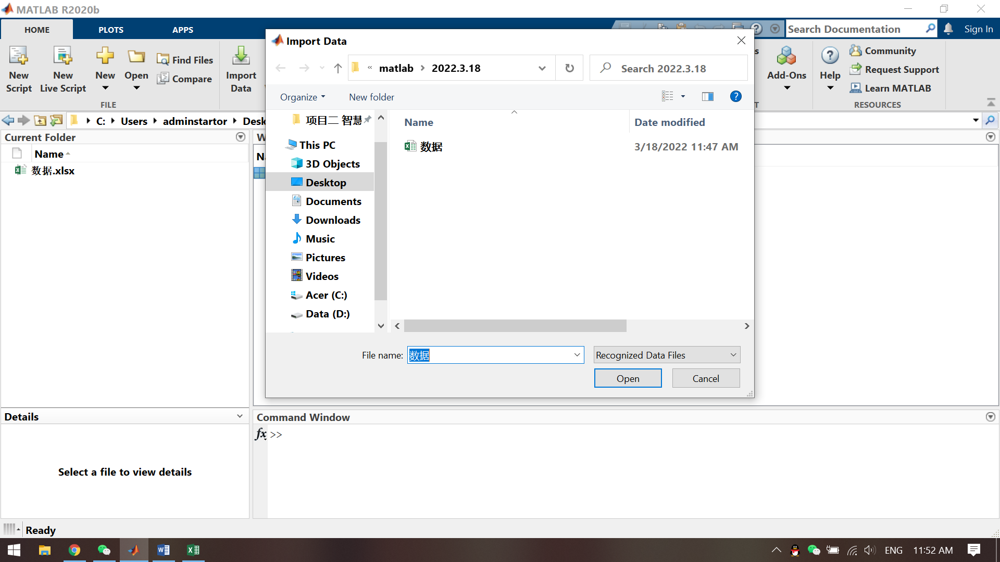 MATLAB R2020b
HOME
PLOTS
APPS
Search Documentation
Sign In
New Script
New Live Script
New
Open
Find Files
Compare
Import Data
FILE
Add-Ons
Help
Community
Request Support
Learn MATLAB
RESOURCES
C: Users adminstartor
Current Folder
Name
数据.xlsx
Details
Select a file to view details
Ready
Import Data
« matlab › 2022.3.18
Search 2022.3.18
Organize
New folder
项目二 智慧
This PC
3D Objects
Desktop
Documents
Downloads
Music
Pictures
Videos
Acer (C:)
Data (D:)
Name
Date modified
数据
3/18/2022 11:47 AM
File name: 数据
Recognized Data Files
Open
Cancel
Command Window
fx >>
ENG
11:52 AM